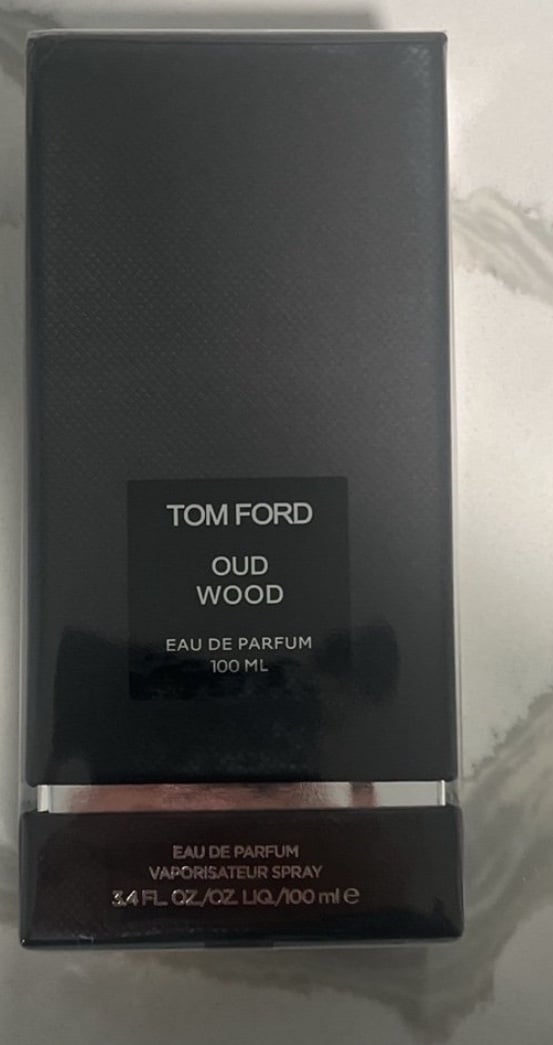 TOM FORD
OUD
WOOD
EAU DE PARFUM
100 ML
EAU DE PARFUM
VAPORISATEUR SPRAY
3.4 FL. OZ./OZ. LIQ./100 ml e